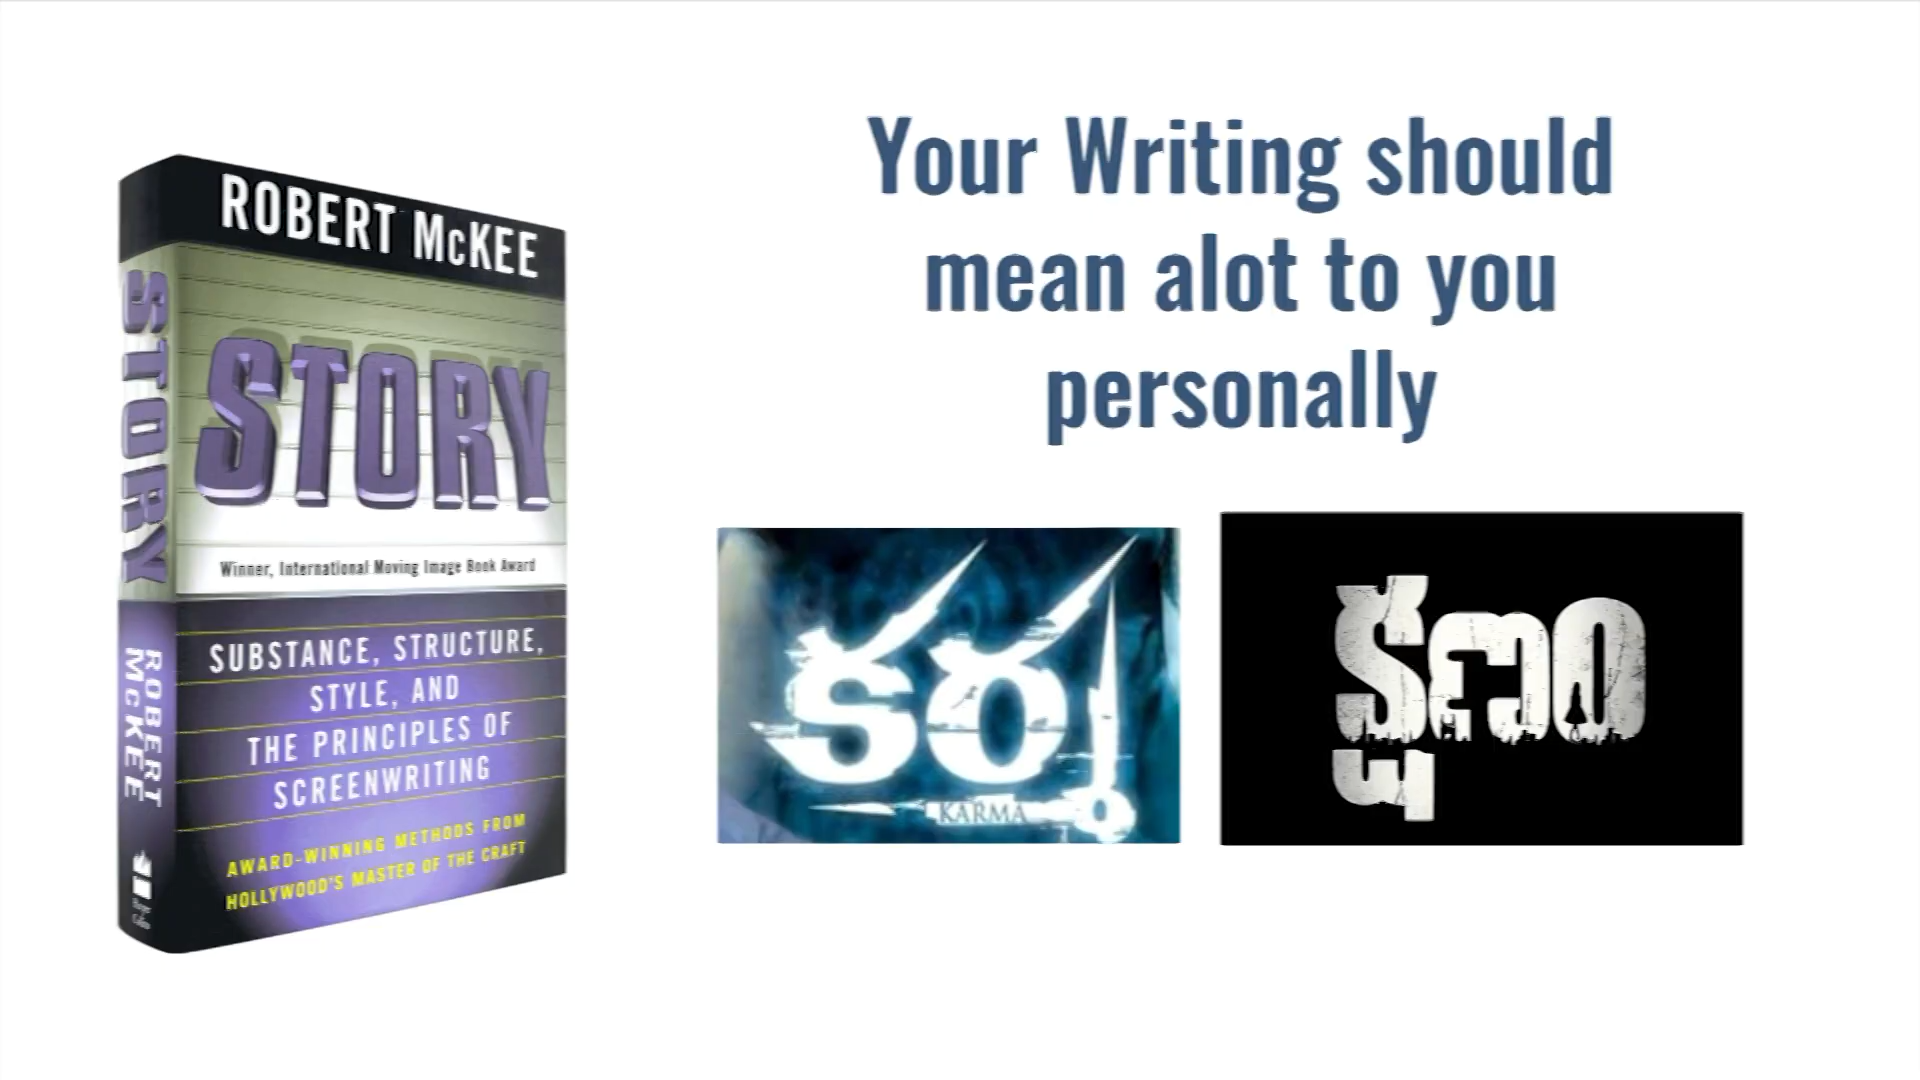 ROBERT McKEE
STORY
Winner, International Moving Image Book Award
SUBSTANCE, STRUCTURE,
STYLE, AND
THE PRINCIPLES OF
SCREENWRITING
AWARD-WINNING METHODS FROM
HOLLYWOOD'S MASTER OF THE CRAFT
STORY
ROBERT
McKEE
Harper
Collins
Your Writing should
mean alot to you
personally
కర్మ
KARMA
క్షణం